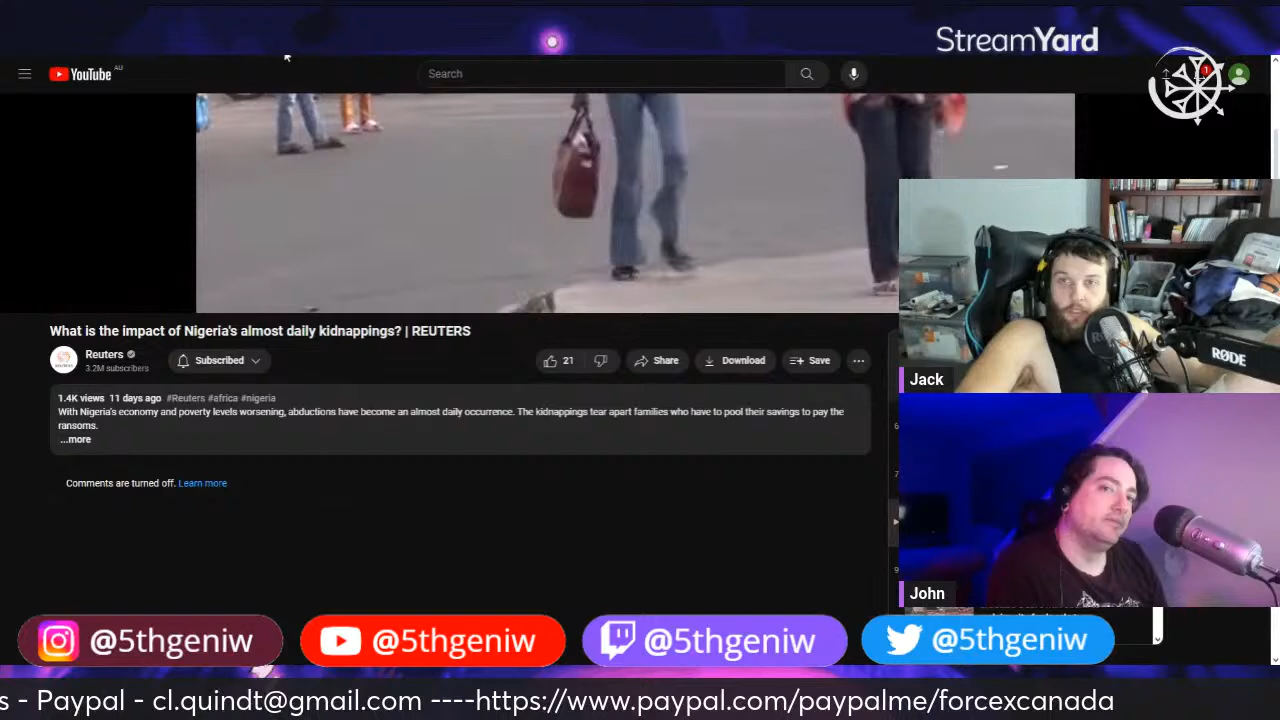 StreamYard
YouTube AU
Search
1
What is the impact of Nigeria's almost daily kidnappings? | REUTERS
Reuters
3.2M subscribers
Subscribed
21
Share
Download
Save
1.4K views 11 days ago #Reuters #africa #nigeria
With Nigeria's economy and poverty levels worsening, abductions have become an almost daily occurrence. The kidnappings tear apart families who have to pool their savings to pay the
ransoms.
...more
Comments are turned off. Learn more
RØDE
Jack
John
@5thgeniw
@5thgeniw
@5thgeniw
@5thgeniw
s - Paypal - cl.quindt@gmail.com ----https://www.paypal.com/paypalme/forcexcanada